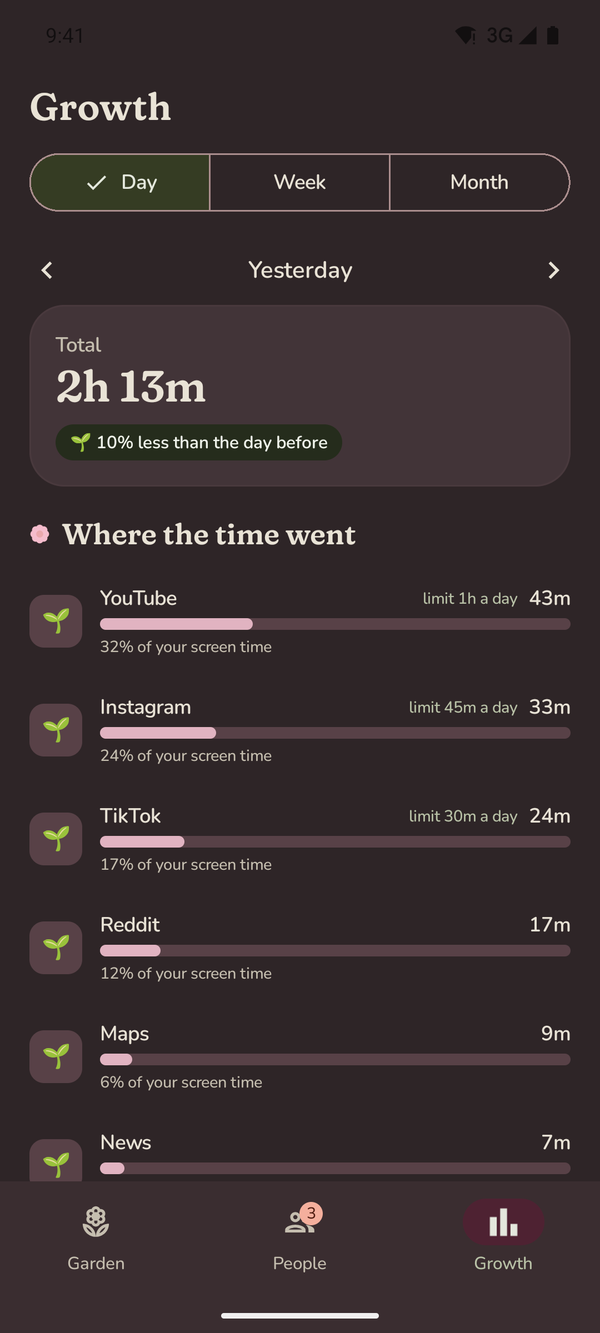 9:41
3G
Growth
Day
Week
Month
Yesterday
Total
2h 13m
10% less than the day before
Where the time went
YouTube
limit 1h a day 43m
32% of your screen time
Instagram
limit 45m a day 33m
24% of your screen time
TikTok
limit 30m a day 24m
17% of your screen time
Reddit
17m
12% of your screen time
Maps
9m
6% of your screen time
News
7m
3
Garden
People
Growth